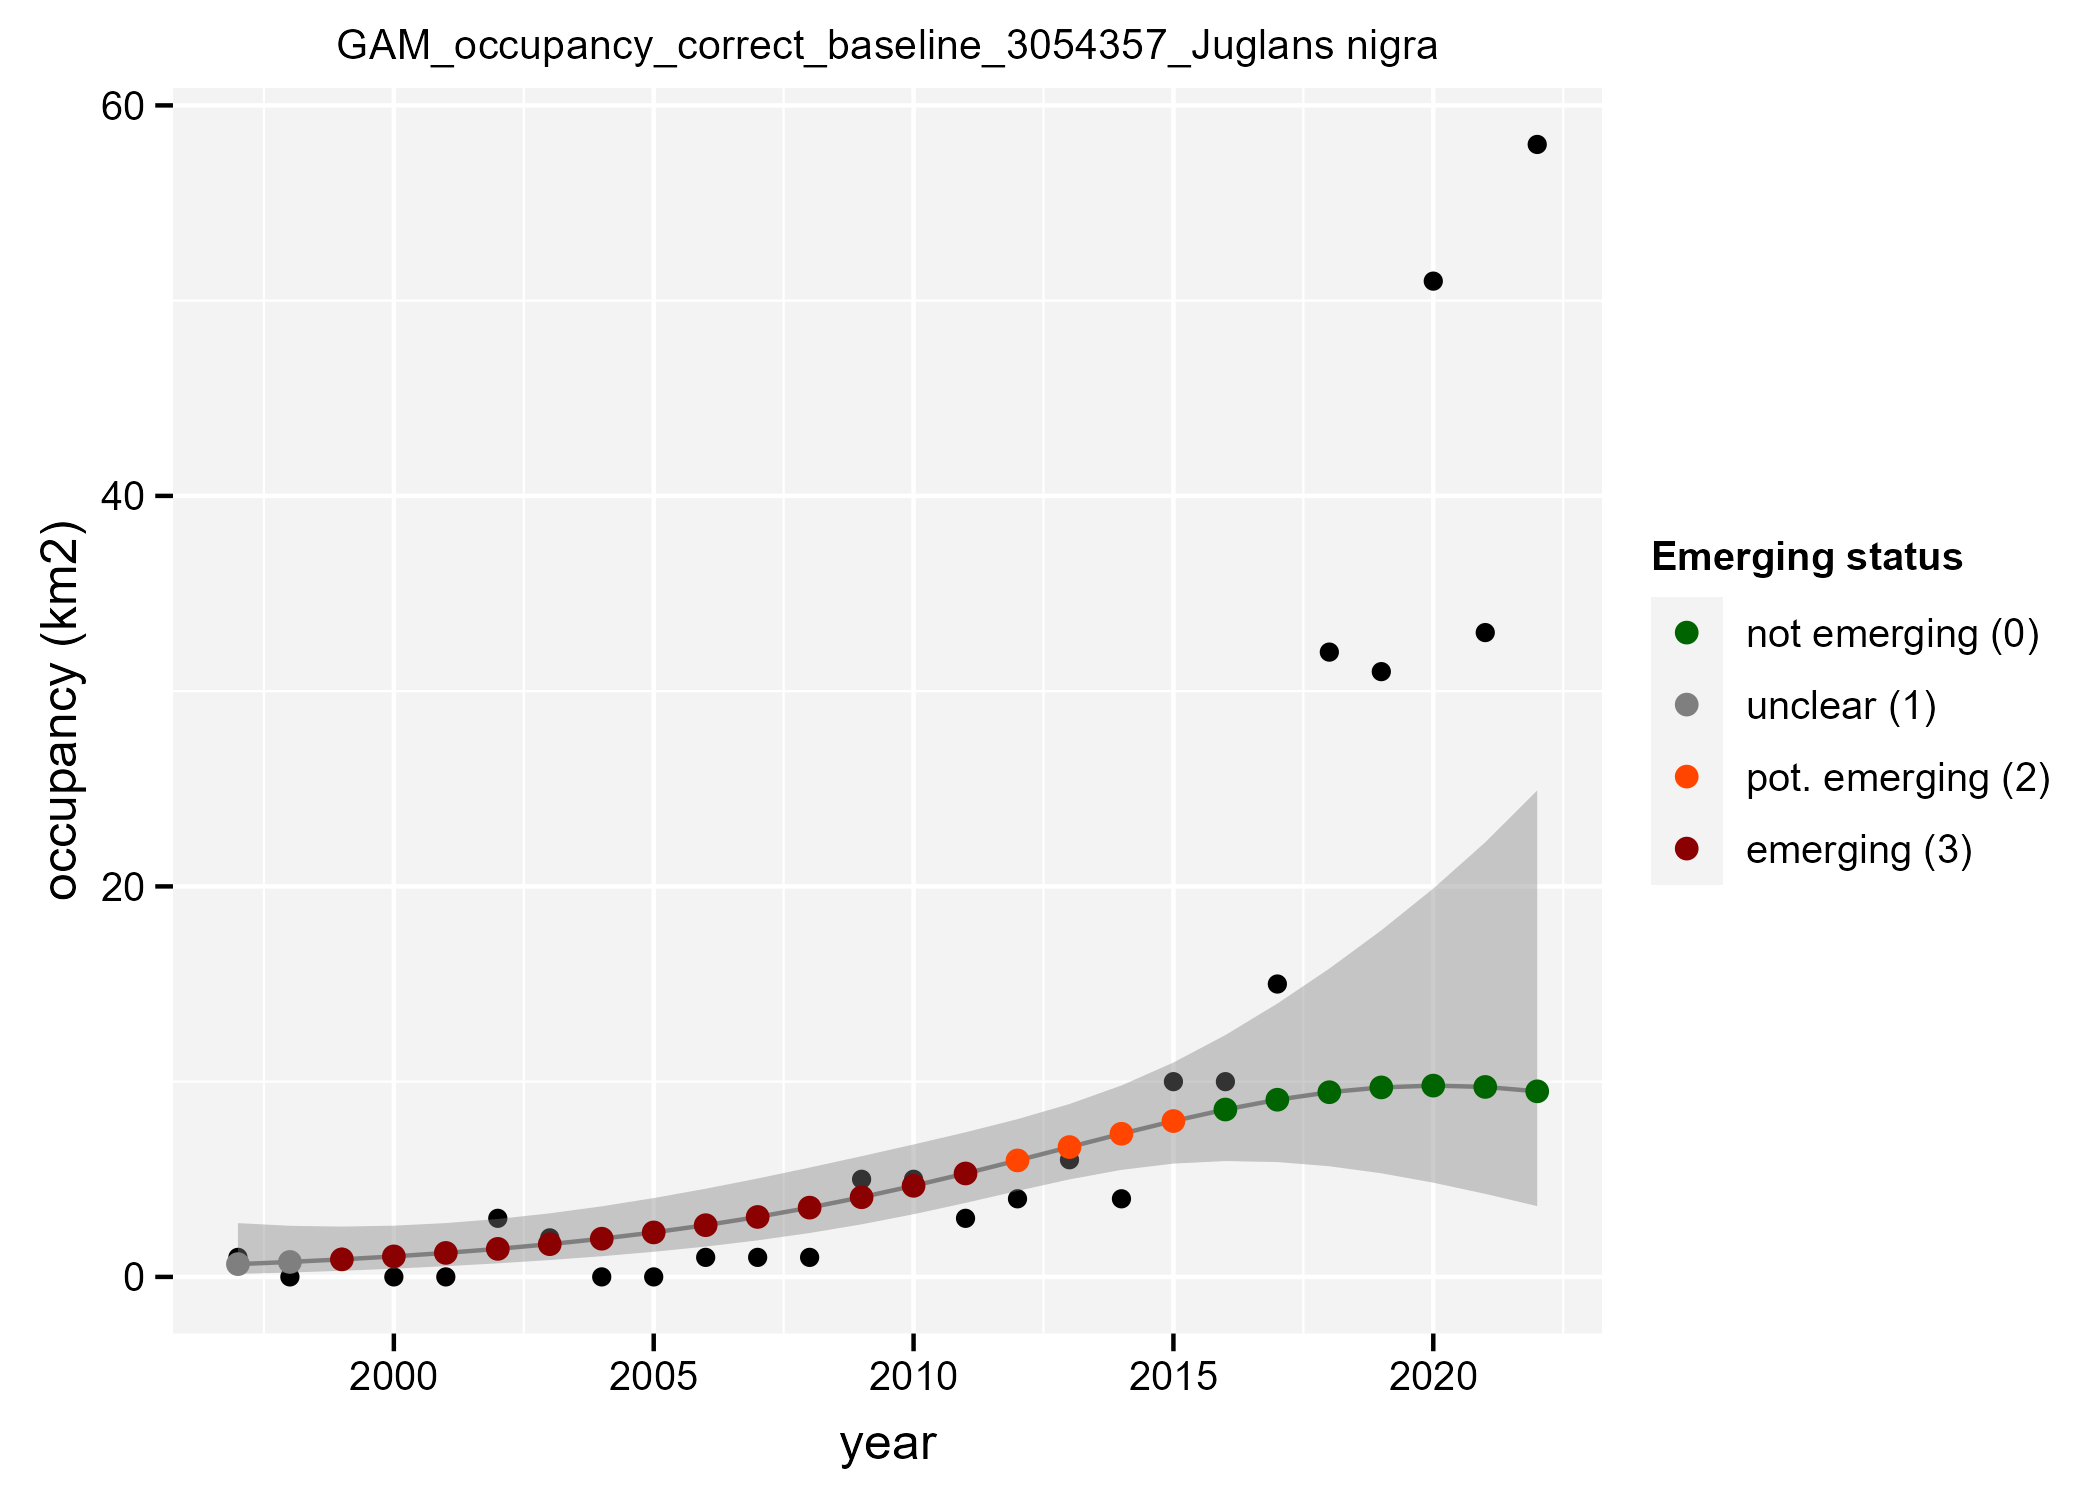 GAM_occupancy_correct_baseline_3054357_Juglans nigra
60
40
20
0
occupancy (km2)
2000
2005
2010
2015
2020
year
Emerging status
not emerging (0)
unclear (1)
pot. emerging (2)
emerging (3)